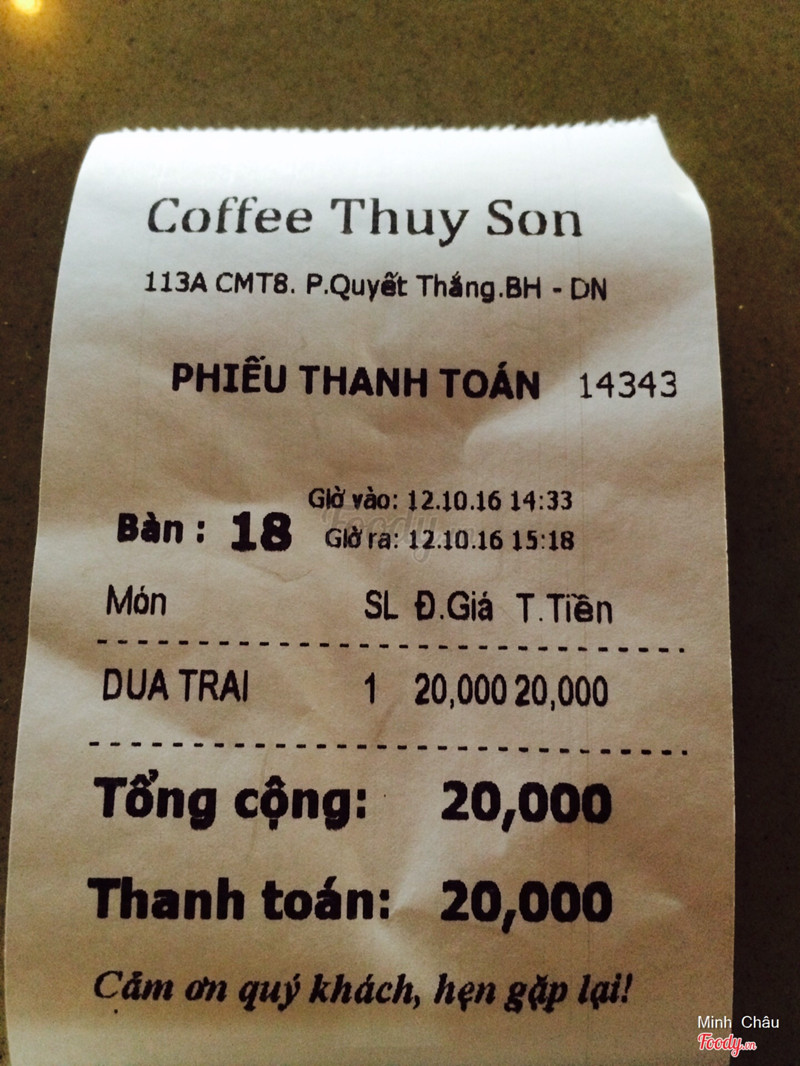 Coffee Thuy Son
113A CMT8. P.Quyết Thắng.BH - DN
PHIẾU THANH TOÁN 14343
Giờ vào: 12.10.16 14:33
Bàn : 18 Giờ ra: 12.10.16 15:18
Món SL Đ.Giá T.Tiền
DUA TRAI 1 20,000 20,000
Tổng cộng: 20,000
Thanh toán: 20,000
Cảm ơn quý khách, hẹn gặp lại!
Foody.vn
Minh Châu
Foody.vn